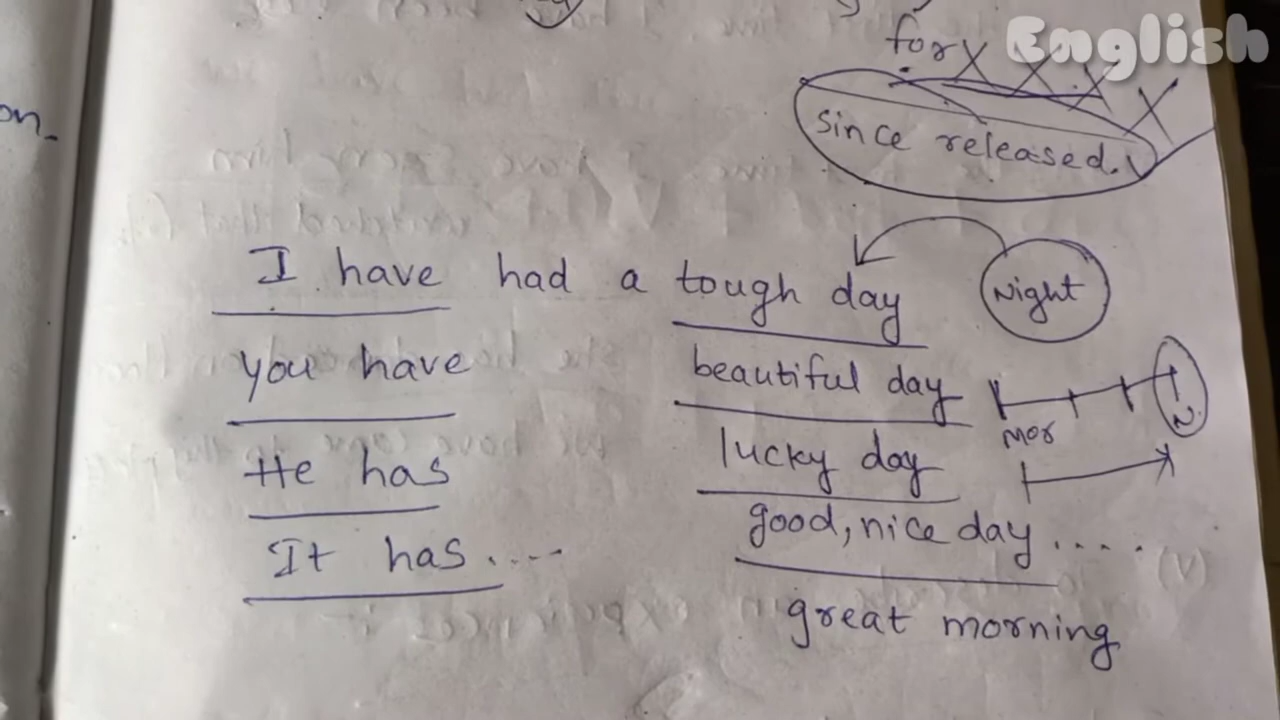 for X X X X English
on.
since released.
I have had a tough day Night
you have beautiful day
Mor N.
He has lucky day
It has.... good, nice day....
great morning